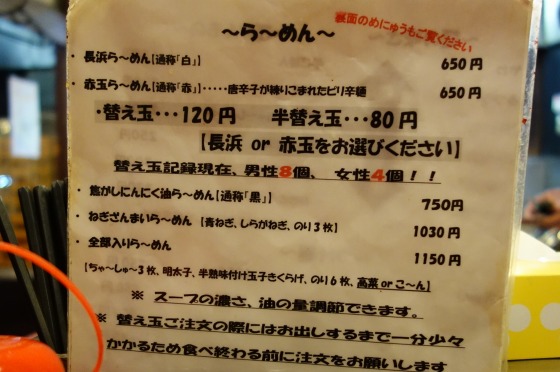 裏面のめにゅうもご覧ください
～ら～めん～
・長浜ら～めん【通称「白」】 650円
・赤玉ら～めん【通称「赤」】・・・・・唐辛子が練りこまれたピリ辛麺 650円
・替え玉・・・120円 半替え玉・・・80円
【長浜 or 赤玉をお選びください】
替え玉記録現在、男性8個、女性4個！！
・焦がしにんにく油ら～めん【通称「黒」】 750円
・ねぎざんまいら～めん 【青ねぎ、しらがねぎ、のり3枚】 1030円
・全部入りら～めん 1150円
【ちゃ～しゅ～3枚、明太子、半熟味付け玉子きくらげ、のり6枚、高菜orこ～ん】
※ スープの濃さ、油の量調節できます。
※ 替え玉ご注文の際にはお出しするまで一分少々
かかるため食べ終わる前に注文をお願いします